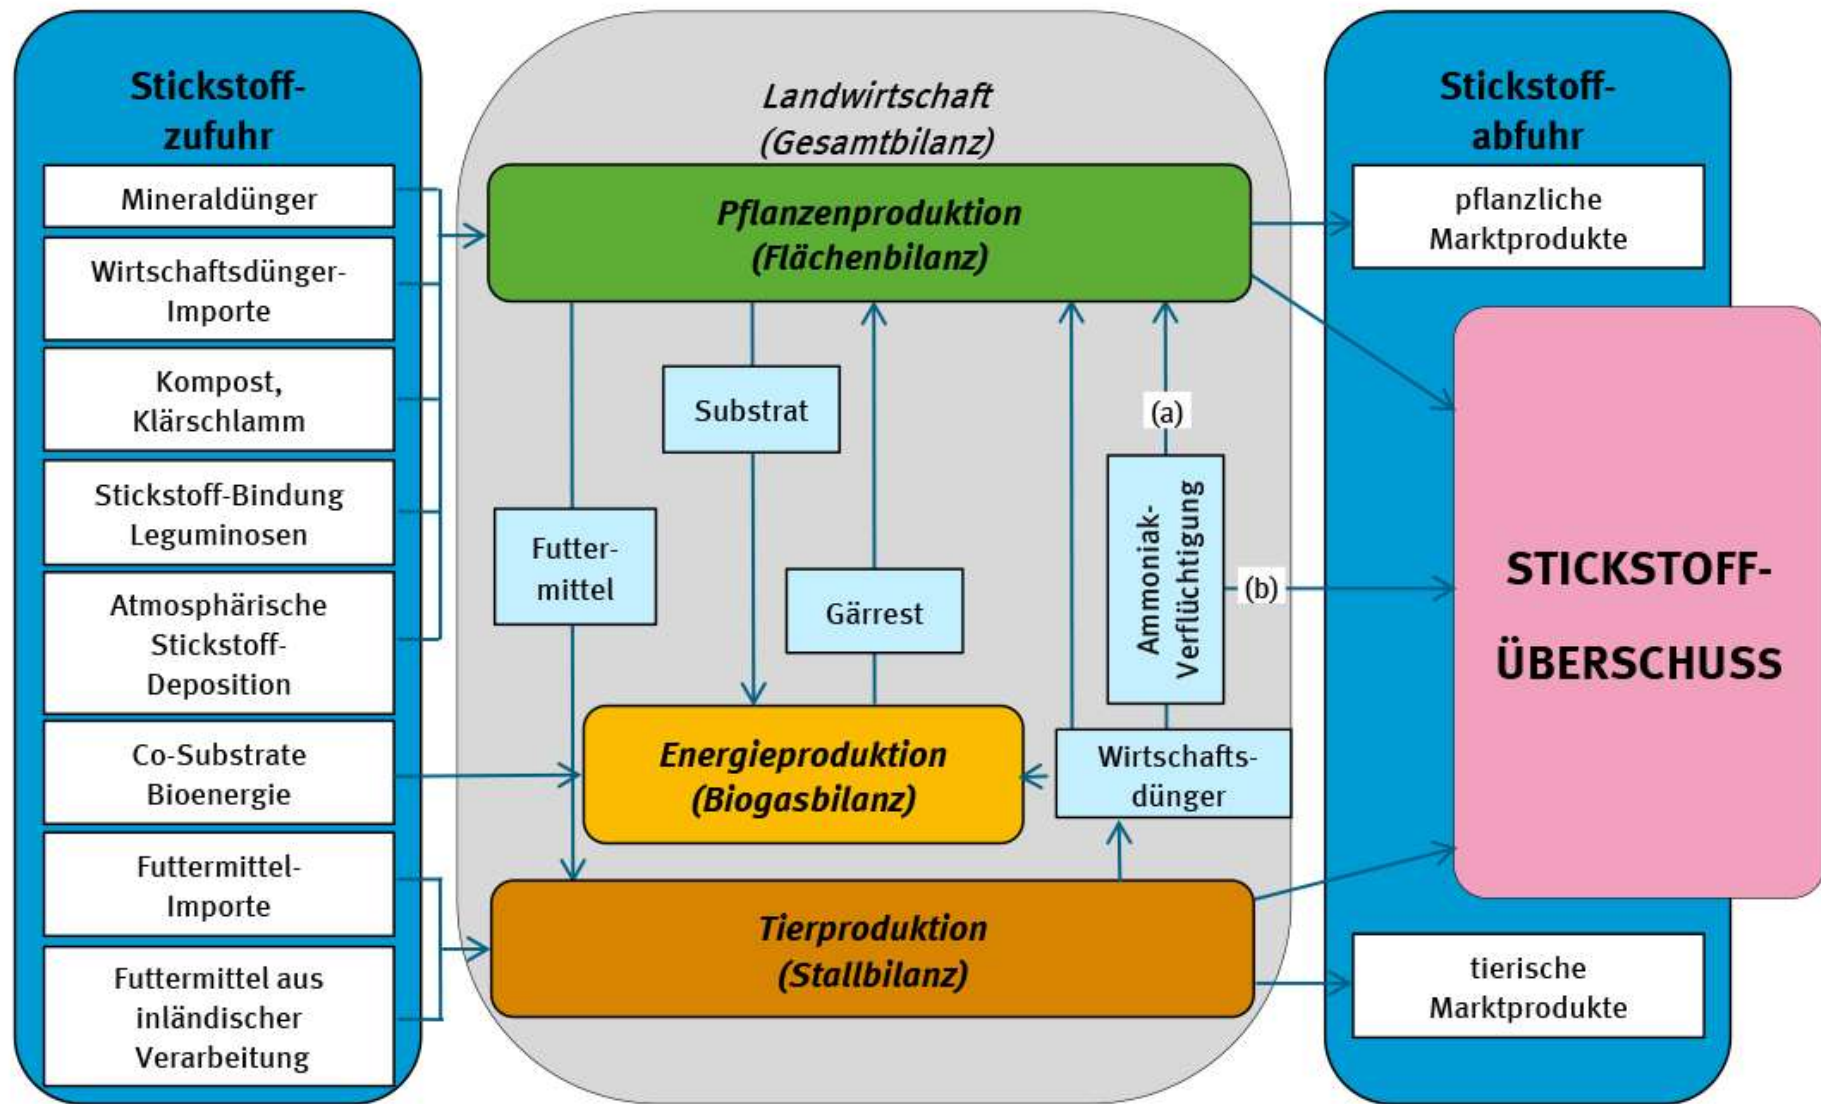 Stickstoff-
zufuhr
Mineraldünger
Wirtschaftsdünger-
Importe
Kompost,
Klärschlamm
Stickstoff-Bindung
Leguminosen
Atmosphärische
Stickstoff-
Deposition
Co-Substrate
Bioenergie
Futtermittel-
Importe
Futtermittel aus
inländischer
Verarbeitung
Landwirtschaft
(Gesamtbilanz)
Pflanzenproduktion
(Flächenbilanz)
Substrat
(a)
Futter-
mittel
Gärrest
Ammoniak-
Verflüchtigung
(b)
Energieproduktion
(Biogasbilanz)
Wirtschafts-
dünger
Tierproduktion
(Stallbilanz)
Stickstoff-
abfuhr
pflanzliche
Marktprodukte
STICKSTOFF-
ÜBERSCHUSS
tierische
Marktprodukte